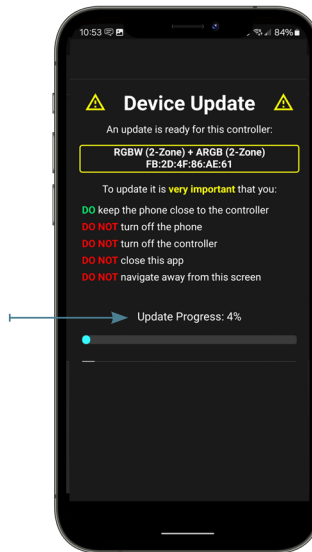 10:53
84%
Device Update
An update is ready for this controller:
RGBW (2-Zone) + ARGB (2-Zone)
FB:2D:4F:86:AE:61
To update it is very important that you:
DO keep the phone close to the controller
DO NOT turn off the phone
DO NOT turn off the controller
DO NOT close this app
DO NOT navigate away from this screen
Update Progress: 4%